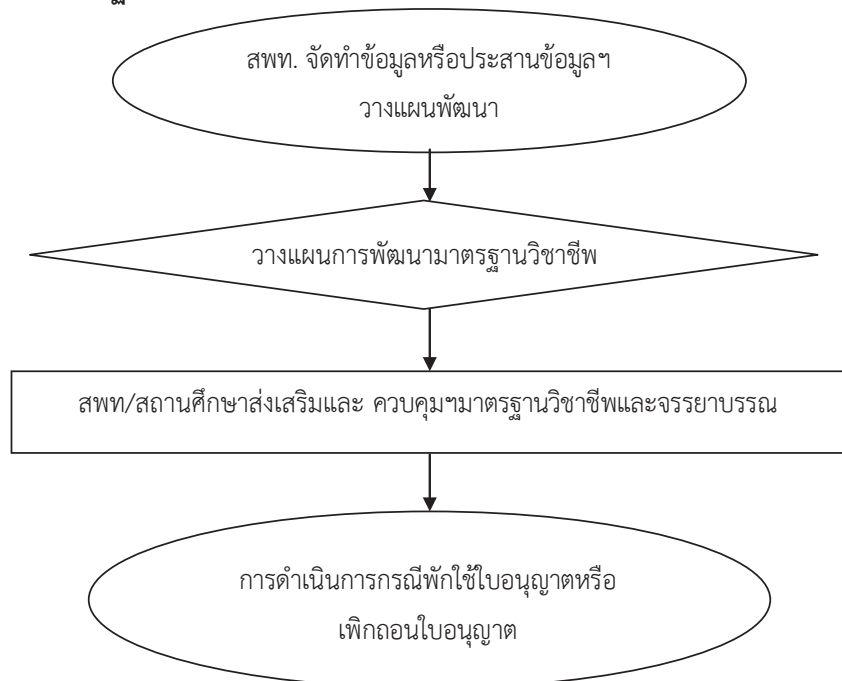 สพท. จัดทำข้อมูลหรือประสานข้อมูลฯ
วางแผนพัฒนา
วางแผนการพัฒนามาตรฐานวิชาชีพ
สพท/สถานศึกษาส่งเสริมและ ควบคุมฯมาตรฐานวิชาชีพและจรรยาบรรณ
การดำเนินการกรณีพักใช้ใบอนุญาตหรือ
เพิกถอนใบอนุญาต